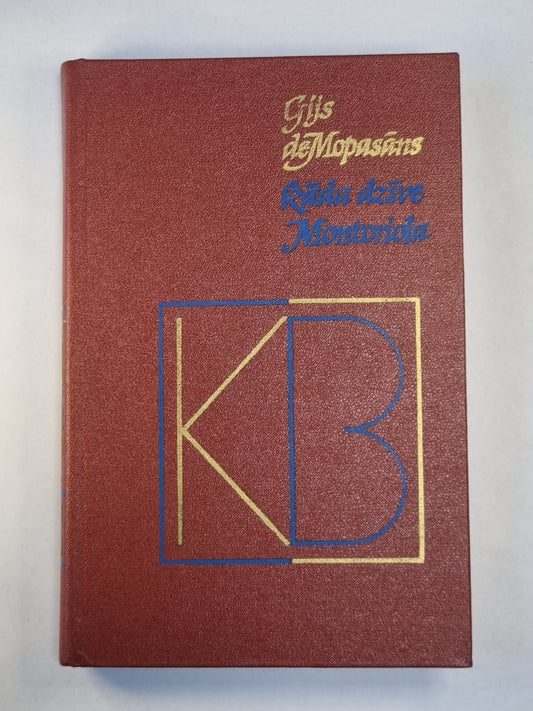 Gijs
de Mopasāns
Kāda dzīve
Montoriola
KB